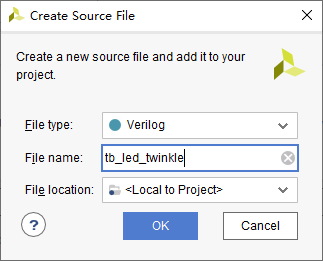 Create Source File
Create a new source file and add it to your
project.
File type: Verilog
File name: tb_led_twinkle
File location: <Local to Project>
? OK Cancel